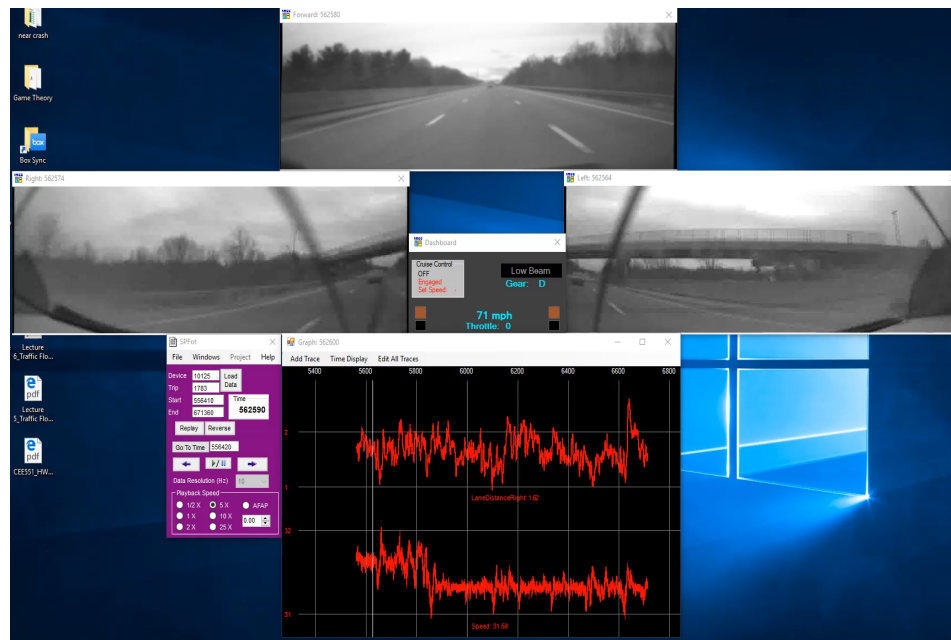 near crash
Game Theory
box
Box Sync
Forward: 562580
Right: 562574
Left: 562564
Dashboard
Cruise Control
OFF
Engaged
Set Speed: -
Low Beam
Gear: D
71 mph
Throttle: 0
Lecture
6_Traffic Flo...
pdf
Lecture
5_Traffic Flo...
pdf
CEE551_HW...
SPFot
File Windows Project Help
Device 10125 Load Data
Trip 1783
Start 556410 Time
End 671360 562590
Replay Reverse
Go To Time 556420
Data Resolution (Hz) 10
Playback Speed
1/2 X 5 X AFAP
1 X 10 X 0.00
2 X 25 X
Graph: 562600
Add Trace Time Display Edit All Traces
5400 5600 5800 6000 6200 6400 6600 6800
2
1
LaneDistanceRight: 1.62
32
31
Speed: 31.58